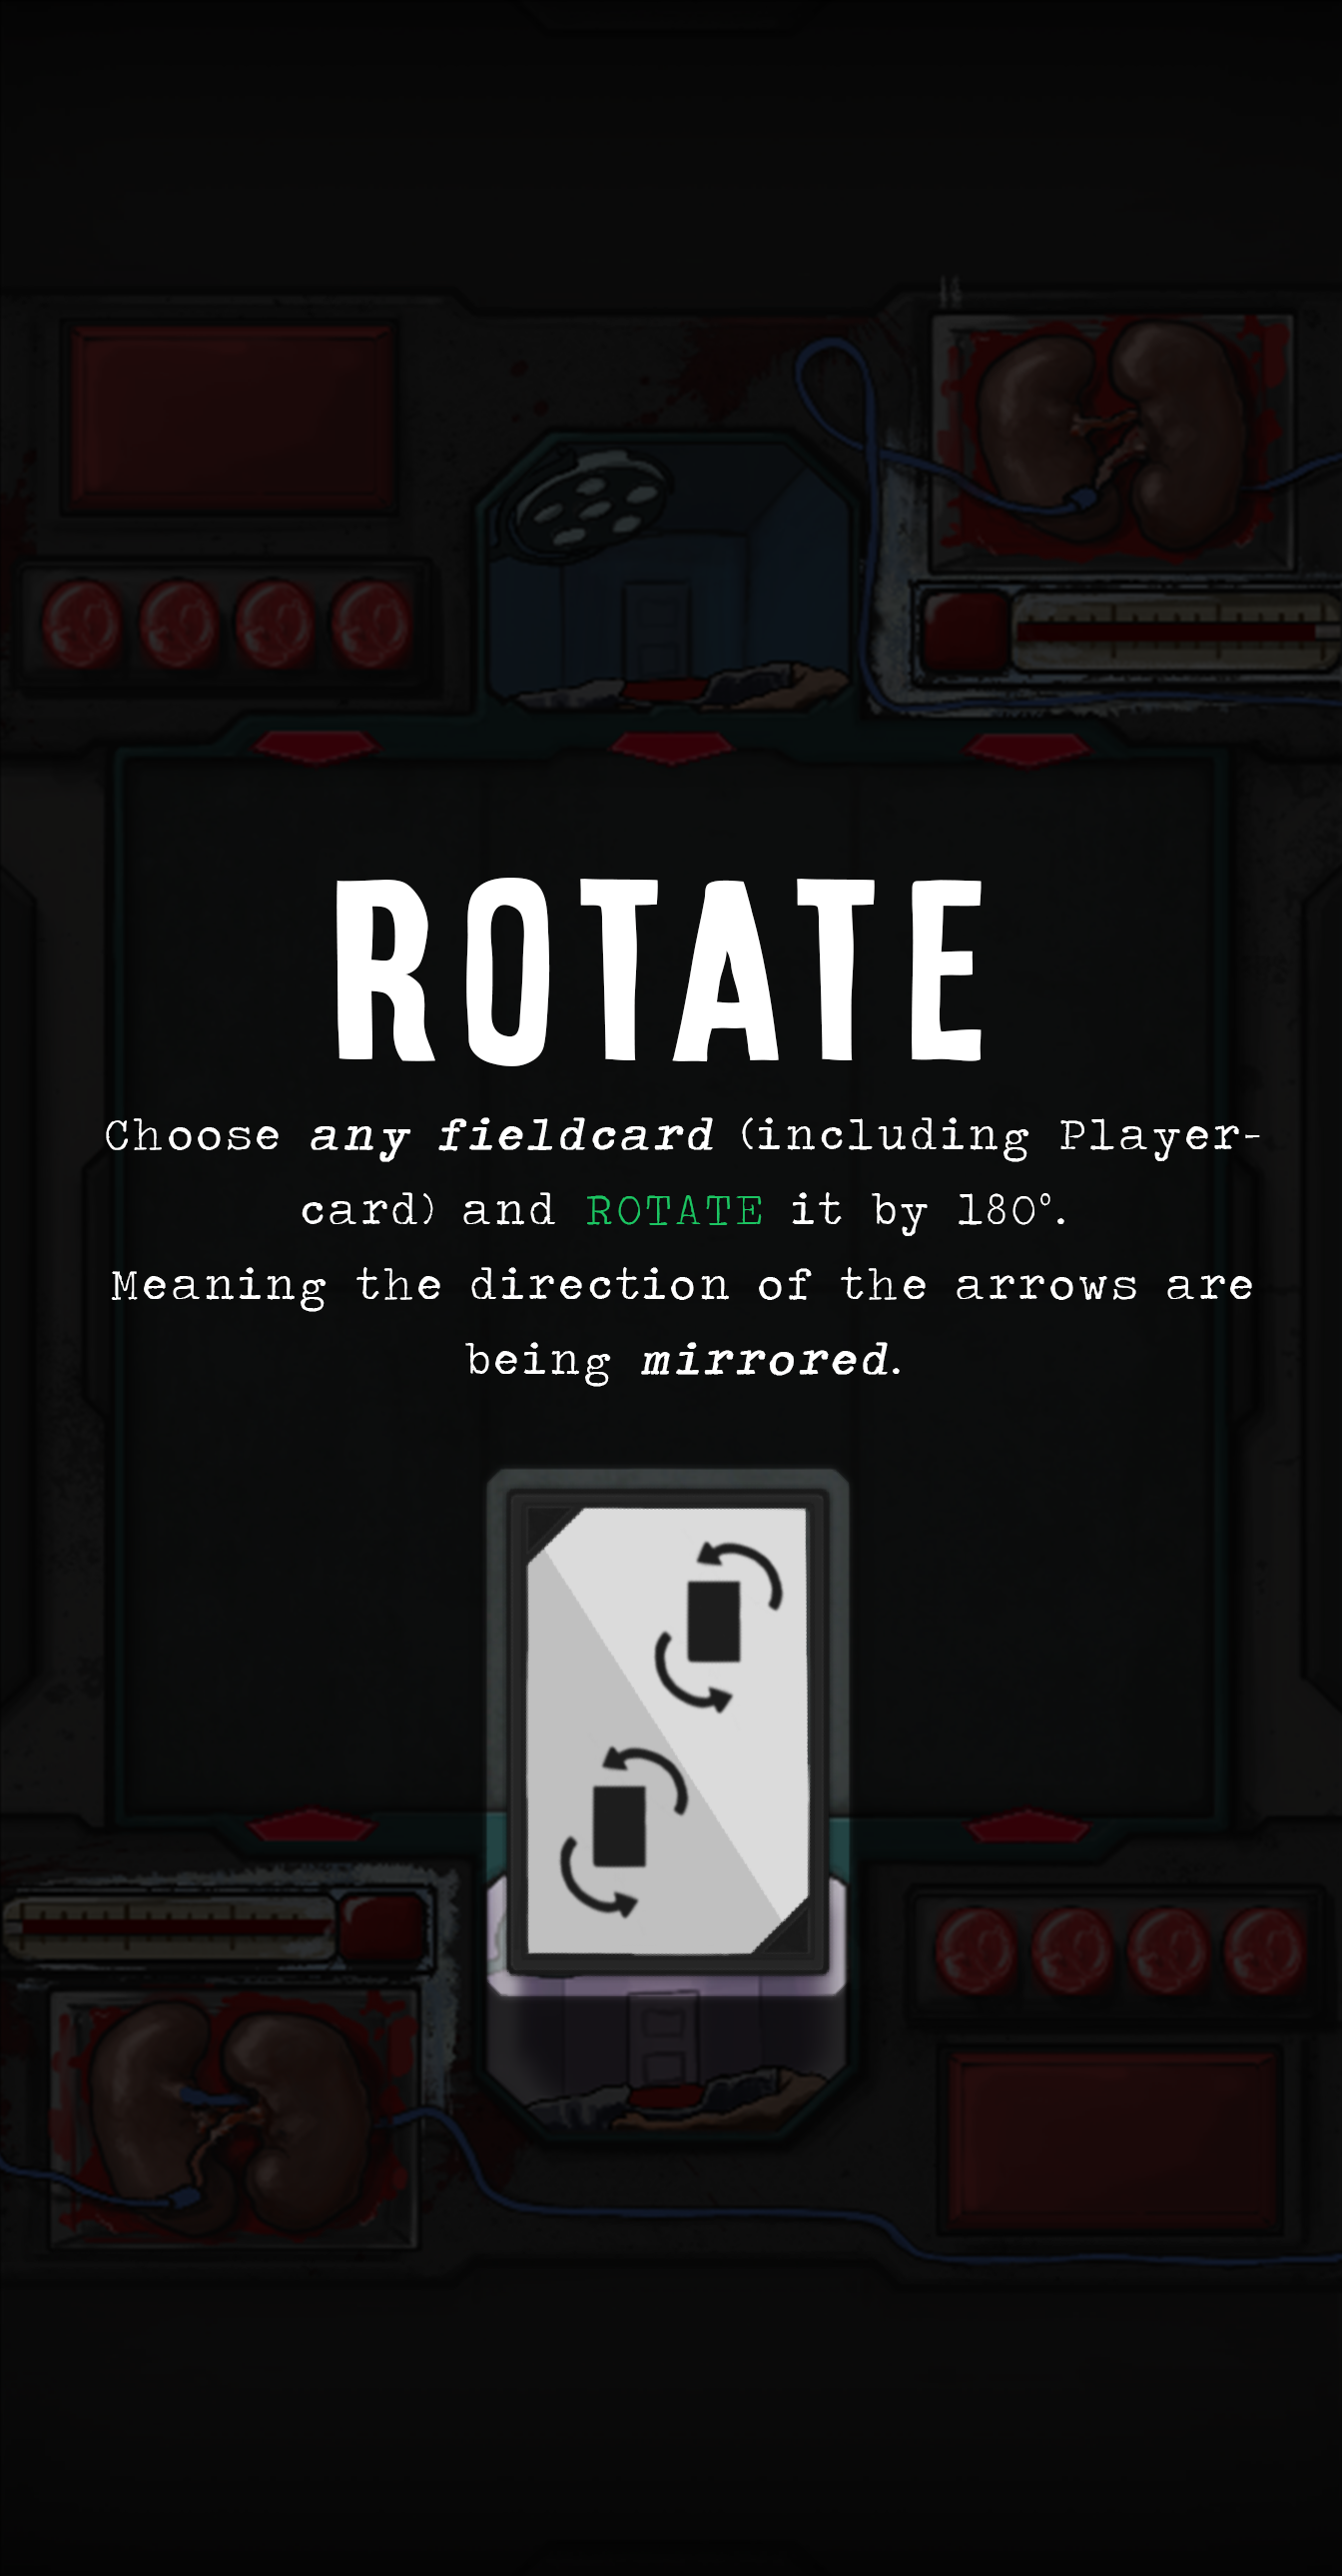 ROTATE
Choose any fieldcard (including Player-
card) and ROTATE it by 180°.
Meaning the direction of the arrows are
being mirrored.